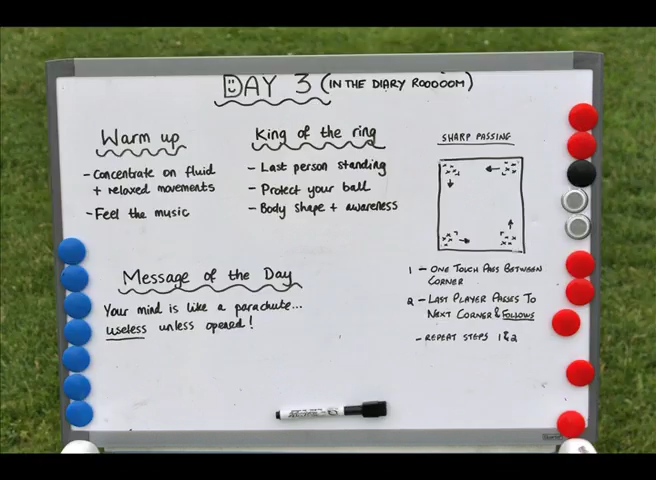 DAY 3 (IN THE DIARY ROOOOOM)
Warm up
- Concentrate on fluid
+ relaxed movements
- Feel the music
King of the ring
- Last person standing
- Protect your ball
- Body shape + awareness
SHARP PASSING
1 - ONE TOUCH PASS BETWEEN
CORNER
2 - LAST PLAYER PASSES TO
NEXT CORNER & FOLLOWS
- REPEAT STEPS 1&2
Message of the Day
Your mind is like a parachute...
useless unless opened!